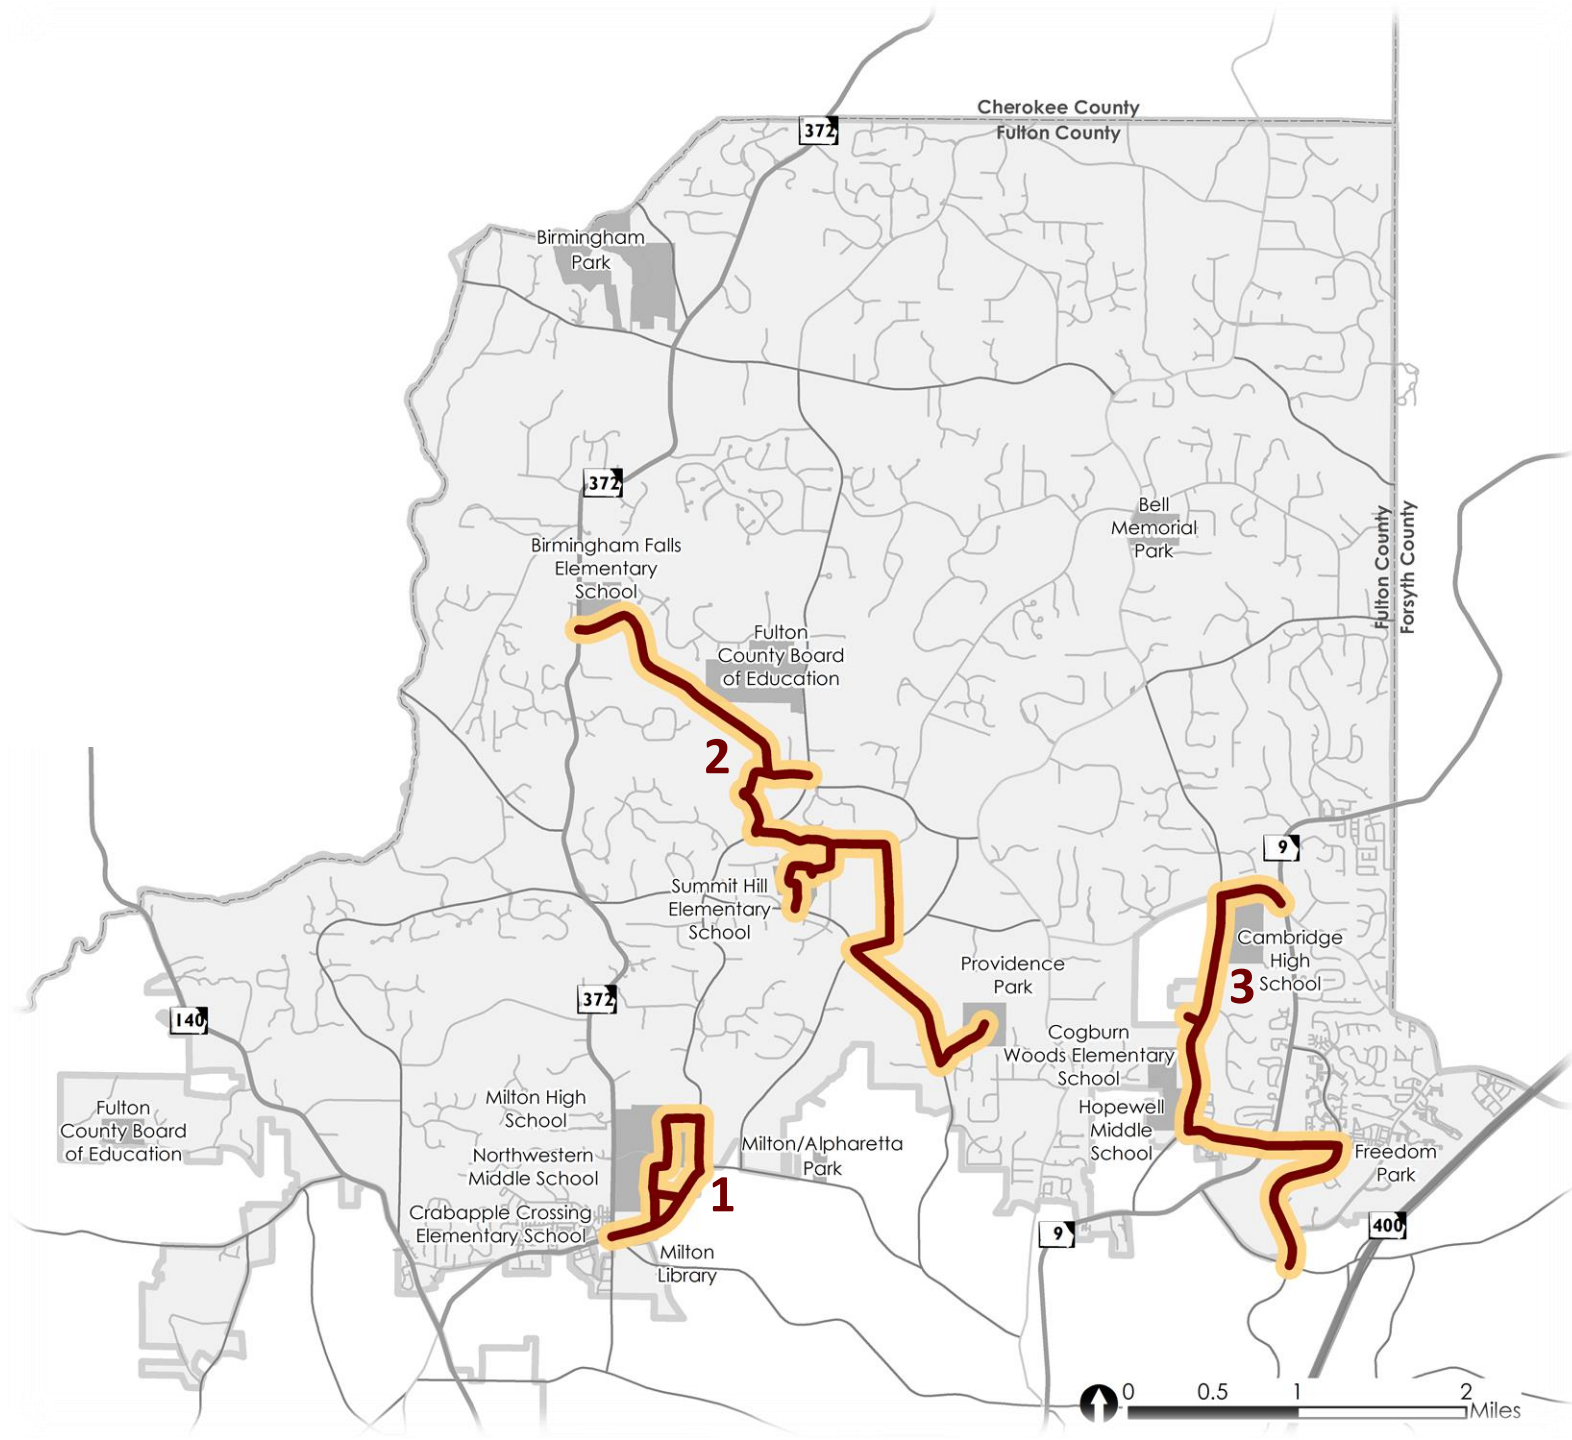 Cherokee County
Fulton County
372
Birmingham
Park
372
Bell
Memorial
Park
Fulton County
Forsyth County
Birmingham Falls
Elementary
School
Fulton
County Board
of Education
2
9
Summit Hill
Elementary
School
Cambridge
High
School
3
Providence
Park
372
140
Cogburn
Woods Elementary
School
Hopewell
Middle
School
Milton High
School
Fulton
County Board
of Education
Northwestern
Middle School
Milton/Alpharetta
Park
Freedom
Park
1
Crabapple Crossing
Elementary School
9
400
Milton
Library
0 0.5 1 2
Miles